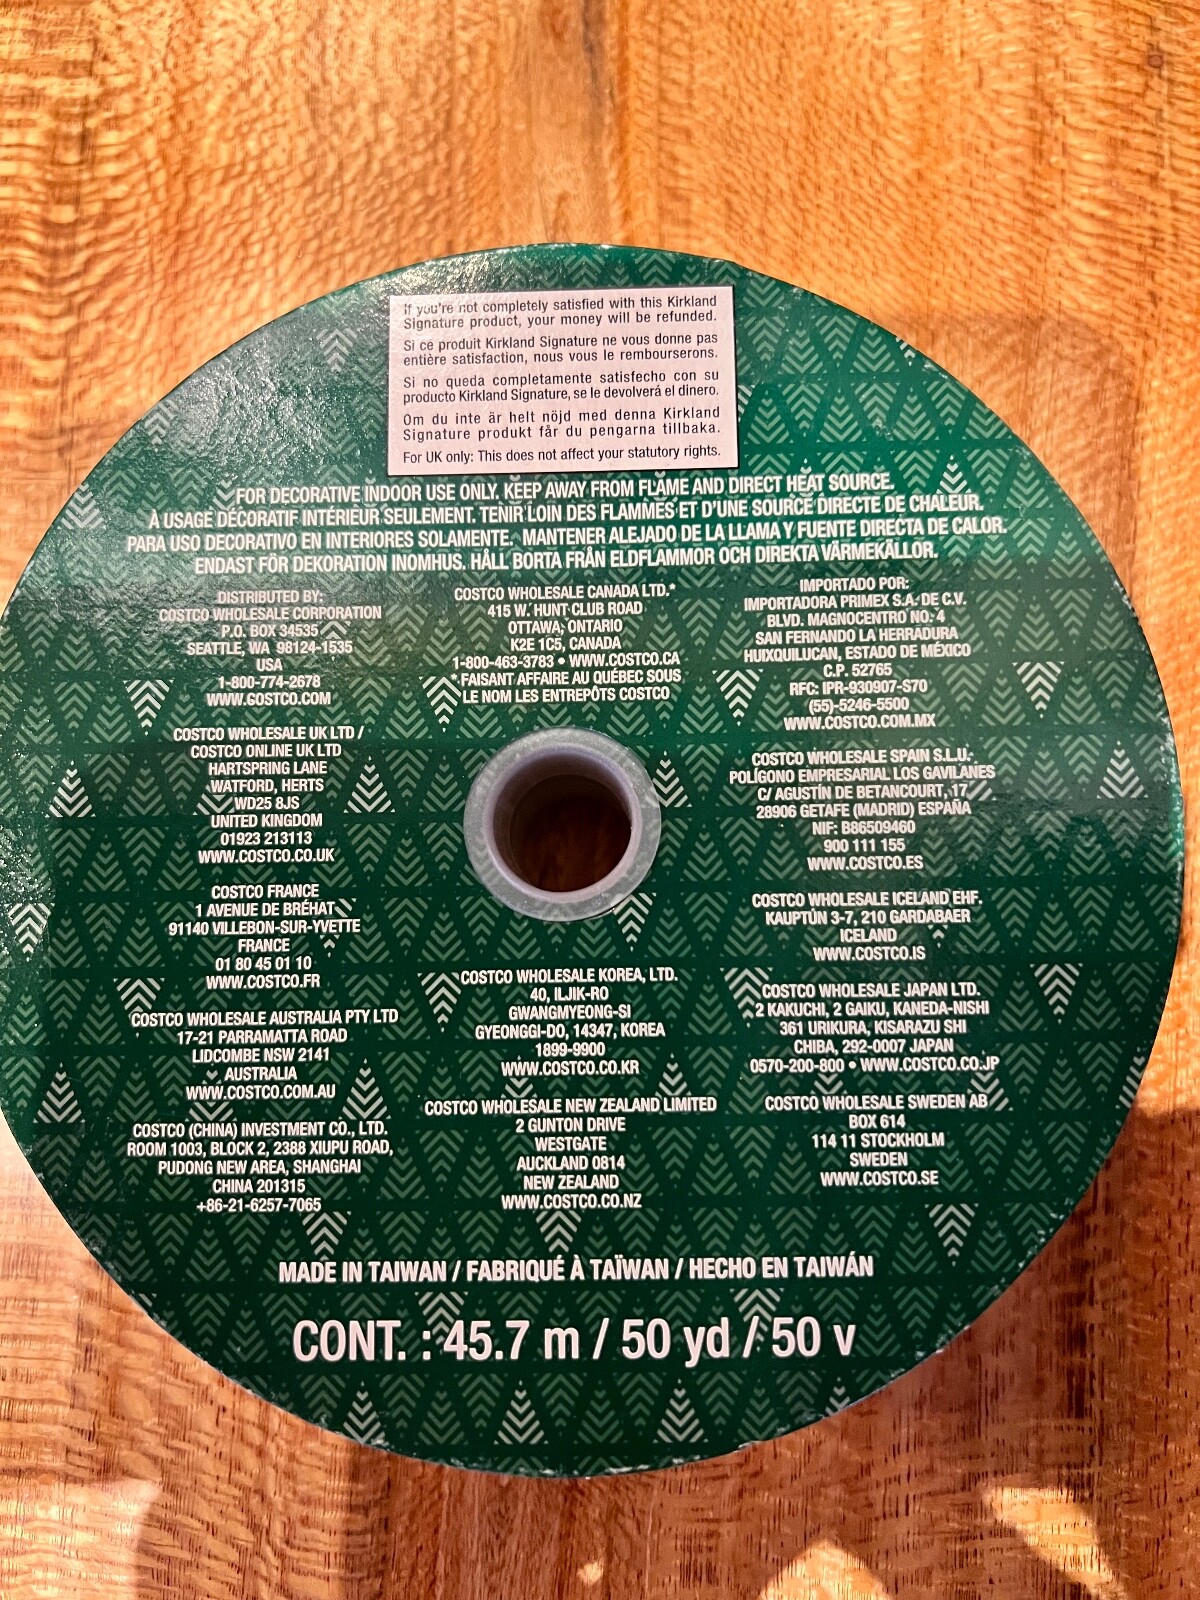 If you're not completely satisfied with this Kirkland
Signature product, your money will be refunded.
Si ce produit Kirkland Signature ne vous donne pas
entière satisfaction, nous vous le rembourserons.
Si no queda completamente satisfecho con su
producto Kirkland Signature, se le devolverá el dinero.
Om du inte är helt nöjd med denna Kirkland
Signature produkt får du pengarna tillbaka.
For UK only: This does not affect your statutory rights.
FOR DECORATIVE INDOOR USE ONLY. KEEP AWAY FROM FLAME AND DIRECT HEAT SOURCE.
À USAGE DÉCORATIF INTÉRIEUR SEULEMENT. TENIR LOIN DES FLAMMES ET D'UNE SOURCE DIRECTE DE CHALEUR.
PARA USO DECORATIVO EN INTERIORES SOLAMENTE. MANTENER ALEJADO DE LA LLAMA Y FUENTE DIRECTA DE CALOR.
ENDAST FÖR DEKORATION INOMHUS. HÅLL BORTA FRÅN ELDFLAMMOR OCH DIREKTA VÄRMEKÄLLOR.
DISTRIBUTED BY:
COSTCO WHOLESALE CORPORATION
P.O. BOX 34535
SEATTLE, WA 98124-1535
USA
1-800-774-2678
WWW.COSTCO.COM
COSTCO WHOLESALE UK LTD /
COSTCO ONLINE UK LTD
HARTSPRING LANE
WATFORD, HERTS
WD25 8JS
UNITED KINGDOM
01923 213113
WWW.COSTCO.CO.UK
COSTCO FRANCE
1 AVENUE DE BRÉHAT
91140 VILLEBON-SUR-YVETTE
FRANCE
01 80 45 01 10
WWW.COSTCO.FR
COSTCO WHOLESALE AUSTRALIA PTY LTD
17-21 PARRAMATTA ROAD
LIDCOMBE NSW 2141
AUSTRALIA
WWW.COSTCO.COM.AU
COSTCO (CHINA) INVESTMENT CO., LTD.
ROOM 1003, BLOCK 2, 2388 XIUPU ROAD,
PUDONG NEW AREA, SHANGHAI
CHINA 201315
+86-21-6257-7065
COSTCO WHOLESALE CANADA LTD.*
415 W. HUNT CLUB ROAD
OTTAWA, ONTARIO
K2E 1C5, CANADA
1-800-463-3783 • WWW.COSTCO.CA
* FAISANT AFFAIRE AU QUÉBEC SOUS
LE NOM LES ENTREPÔTS COSTCO
COSTCO WHOLESALE KOREA, LTD.
40, ILJIK-RO
GWANGMYEONG-SI
GYEONGGI-DO, 14347, KOREA
1899-9900
WWW.COSTCO.CO.KR
COSTCO WHOLESALE NEW ZEALAND LIMITED
2 GUNTON DRIVE
WESTGATE
AUCKLAND 0814
NEW ZEALAND
WWW.COSTCO.CO.NZ
IMPORTADO POR:
IMPORTADORA PRIMEX S.A. DE C.V.
BLVD. MAGNOCENTRO NO. 4
SAN FERNANDO LA HERRADURA
HUIXQUILUCAN, ESTADO DE MÉXICO
C.P. 52765
RFC: IPR-930907-S70
(55)-5246-5500
WWW.COSTCO.COM.MX
COSTCO WHOLESALE SPAIN S.L.U.
POLÍGONO EMPRESARIAL LOS GAVILANES
C/ AGUSTÍN DE BETANCOURT, 17
28906 GETAFE (MADRID) ESPAÑA
NIF: B86509460
900 111 155
WWW.COSTCO.ES
COSTCO WHOLESALE ICELAND EHF.
KAUPTÚN 3-7, 210 GARDABAER
ICELAND
WWW.COSTCO.IS
COSTCO WHOLESALE JAPAN LTD.
2 KAKUCHI, 2 GAIKU, KANEDA-NISHI
361 URIKURA, KISARAZU SHI
CHIBA, 292-0007 JAPAN
0570-200-800 • WWW.COSTCO.CO.JP
COSTCO WHOLESALE SWEDEN AB
BOX 614
114 11 STOCKHOLM
SWEDEN
WWW.COSTCO.SE
MADE IN TAIWAN / FABRIQUÉ À TAÏWAN / HECHO EN TAIWÁN
CONT. : 45.7 m / 50 yd / 50 v